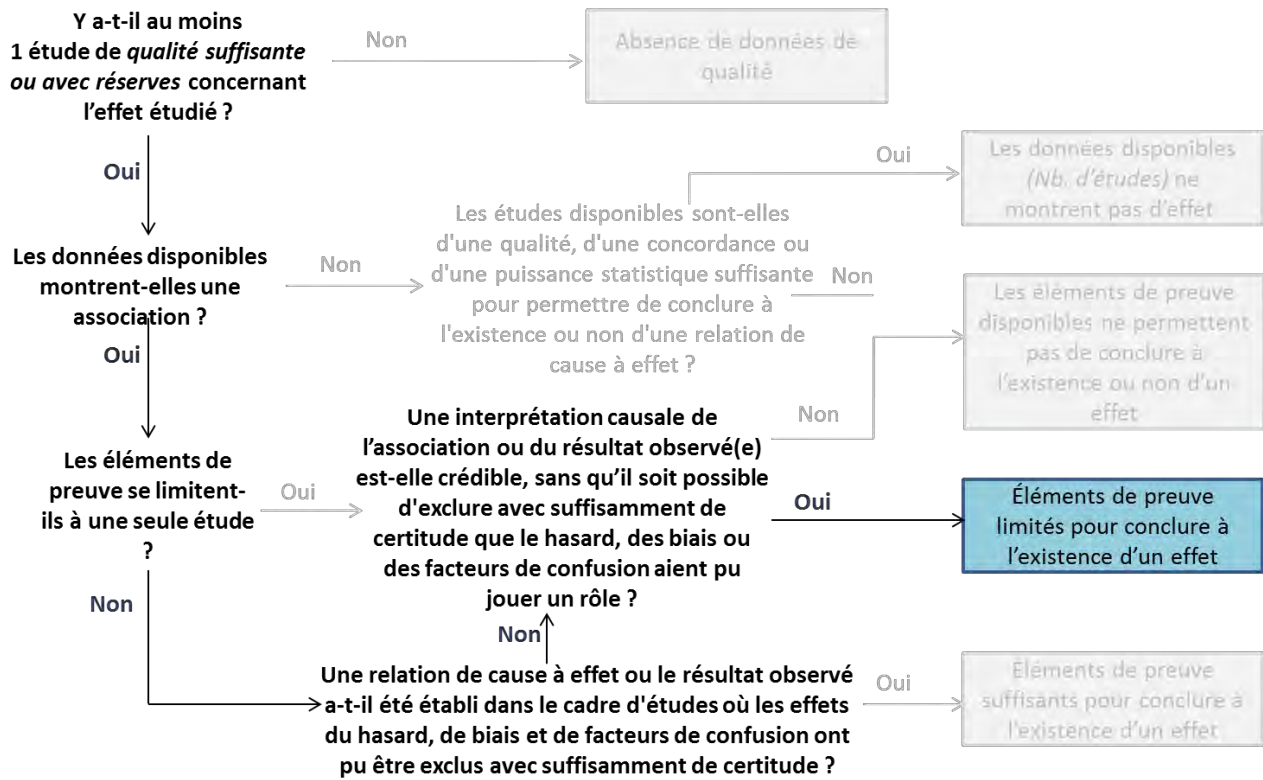 Y a-t-il au moins
1 étude de qualité suffisante
ou avec réserves concernant
l'effet étudié ?
Non
Absence de données de
qualité
Oui
Les données disponibles
montrent-elles une
association ?
Non
Les études disponibles sont-elles
d'une qualité, d'une concordance ou
d'une puissance statistique suffisante
pour permettre de conclure à
l'existence ou non d'une relation de
cause à effet ?
Oui
Les données disponibles
(Nb. d'études) ne
montrent pas d'effet
Non
Les éléments de preuve
disponibles ne permettent
pas de conclure à
l'existence ou non d'un
effet
Oui
Les éléments de
preuve se limitent-
ils à une seule étude
?
Oui
Une interprétation causale de
l'association ou du résultat observé(e)
est-elle crédible, sans qu'il soit possible
d'exclure avec suffisamment de
certitude que le hasard, des biais ou
des facteurs de confusion aient pu
jouer un rôle ?
Non
Oui
Éléments de preuve
limités pour conclure à
l'existence d'un effet
Non
Non
Une relation de cause à effet ou le résultat observé
a-t-il été établi dans le cadre d'études où les effets
du hasard, de biais et de facteurs de confusion ont
pu être exclus avec suffisamment de certitude ?
Oui
Éléments de preuve
suffisants pour conclure à
l'existence d'un effet